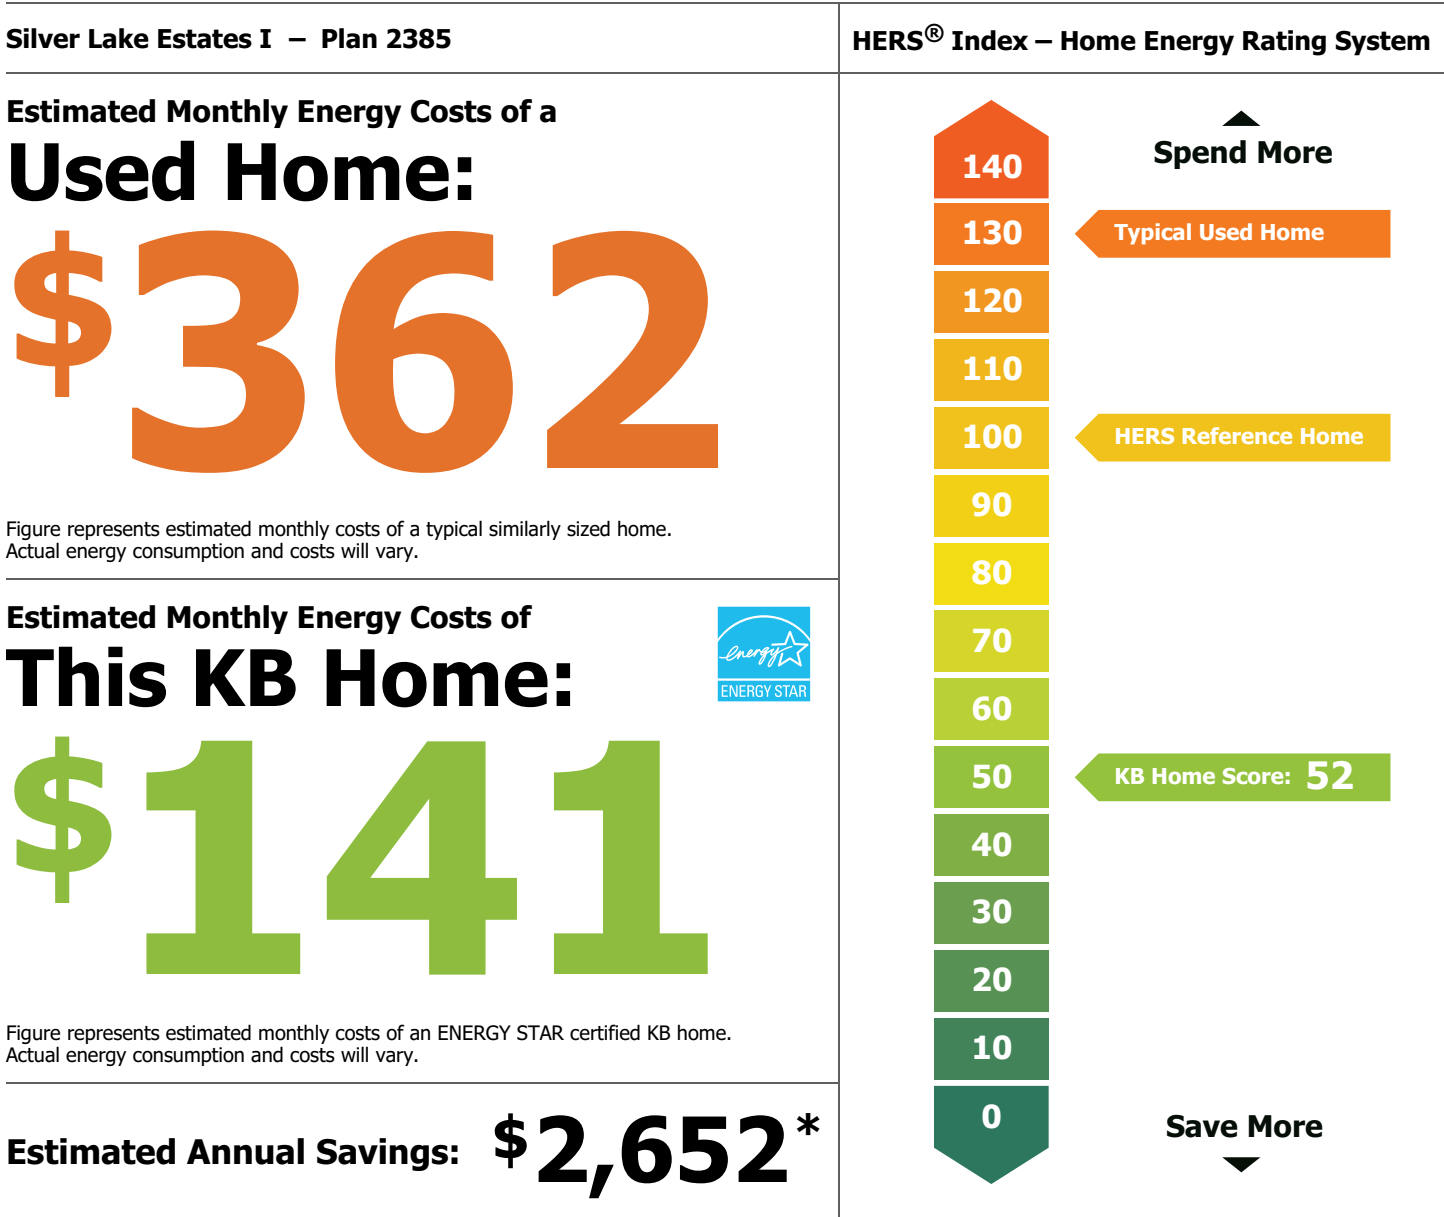 Silver Lake Estates I – Plan 2385
Estimated Monthly Energy Costs of a
Used Home:
$362
Figure represents estimated monthly costs of a typical similarly sized home.
Actual energy consumption and costs will vary.
Estimated Monthly Energy Costs of
This KB Home:
energy
ENERGY STAR
$141
Figure represents estimated monthly costs of an ENERGY STAR certified KB home.
Actual energy consumption and costs will vary.
Estimated Annual Savings: $2,652*
HERS® Index – Home Energy Rating System
Spend More
140
130 Typical Used Home
120
110
100 HERS Reference Home
90
80
70
60
50 KB Home Score: 52
40
30
20
10
0
Save More